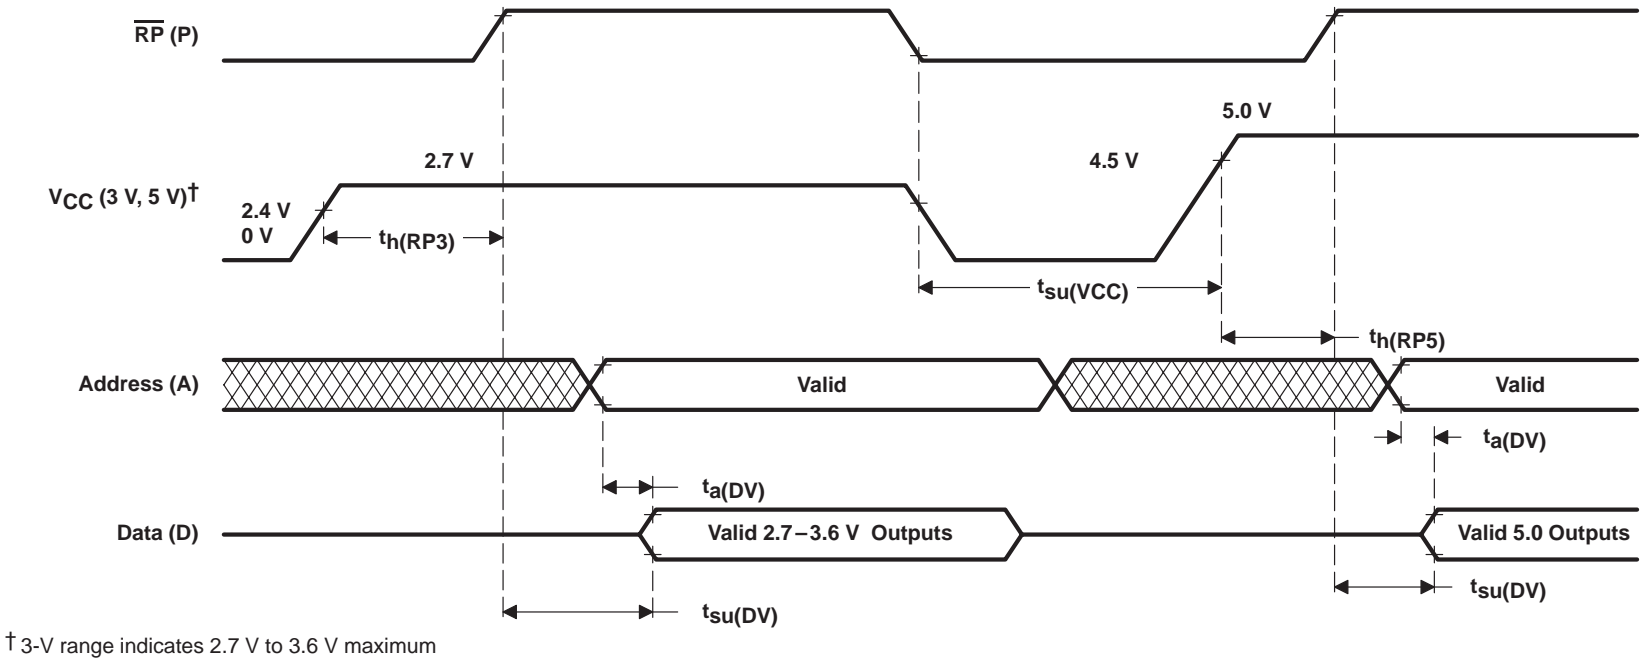 RP (P)
5.0 V
2.7 V
4.5 V
VCC (3 V, 5 V)†
2.4 V
0 V
th(RP3)
tsu(VCC)
th(RP5)
Address (A)
Valid
Valid
ta(DV)
ta(DV)
Data (D)
Valid 2.7–3.6 V Outputs
Valid 5.0 Outputs
tsu(DV)
tsu(DV)
† 3-V range indicates 2.7 V to 3.6 V maximum